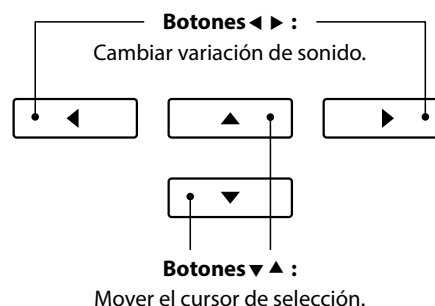 Botones ◀ ▶ :
Cambiar variación de sonido.
Botones ▼ ▲ :
Mover el cursor de selección.